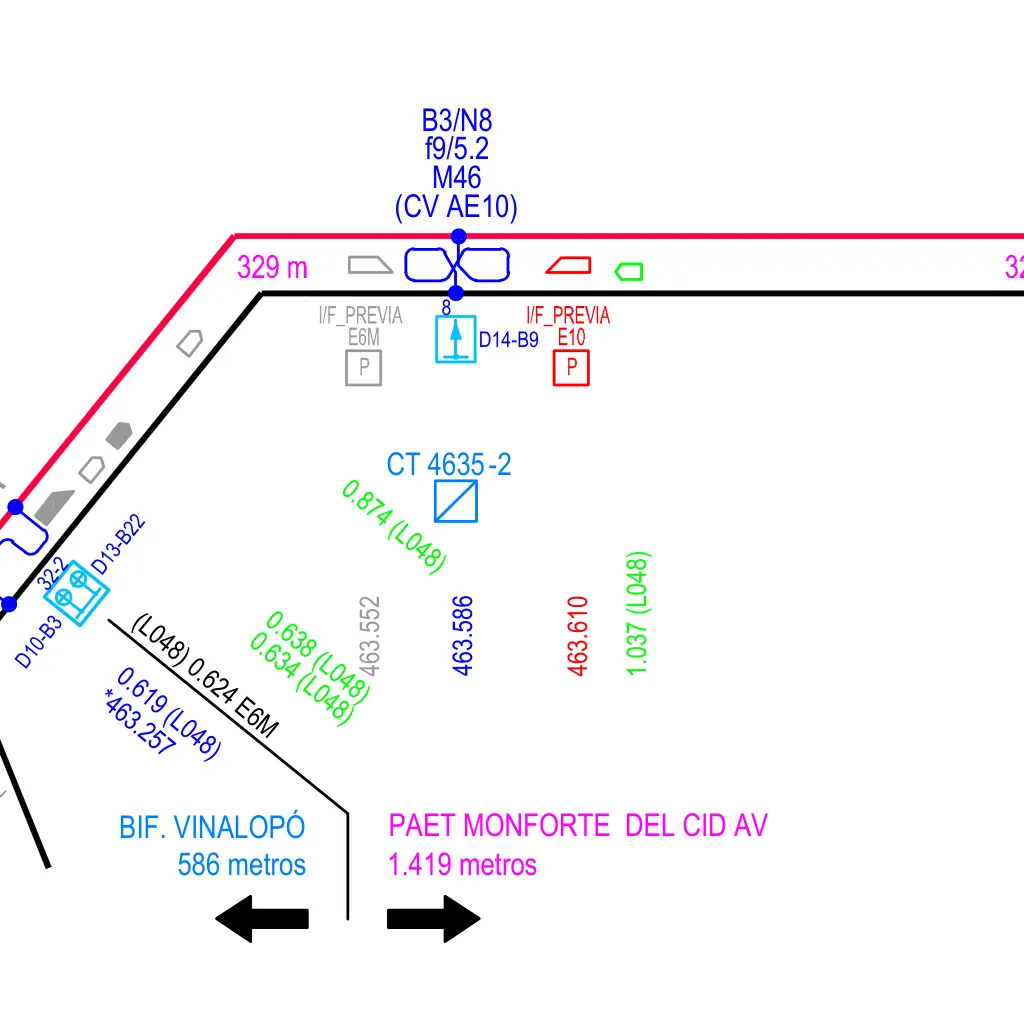 B3/N8
f9/5.2
M46
(CV AE10)
329 m
I/F_PREVIA
E6M
P
8
D14-B9
I/F_PREVIA
E10
P
CT 4635-2
0.874 (L048)
D13-B22
32-2
D10-B3
(L048) 0.624 E6M
0.619 (L048)
*463.257
0.638 (L048)
0.634 (L048)
463.552
463.586
463.610
1.037 (L048)
BIF. VINALOPÓ
586 metros
PAET MONFORTE DEL CID AV
1.419 metros